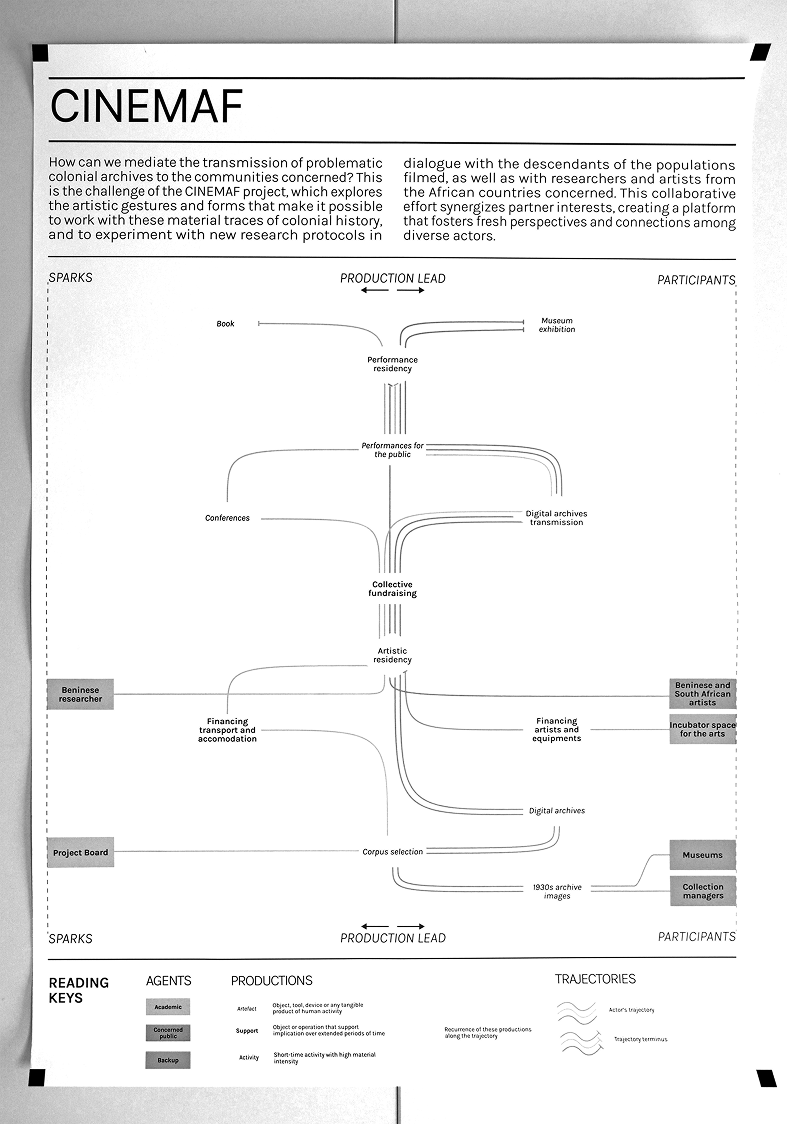 CINEMAF
How can we mediate the transmission of problematic
colonial archives to the communities concerned? This
is the challenge of the CINEMAF project, which explores
the artistic gestures and forms that make it possible
to work with these material traces of colonial history,
and to experiment with new research protocols in
dialogue with the descendants of the populations
filmed, as well as with researchers and artists from
the African countries concerned. This collaborative
effort synergizes partner interests, creating a platform
that fosters fresh perspectives and connections among
diverse actors.
SPARKS
PRODUCTION LEAD
PARTICIPANTS
Book
Museum
exhibition
Performance
residency
Performances for
the public
Conferences
Digital archives
transmission
Collective
fundraising
Artistic
residency
Beninese
researcher
Beninese and
South African
artists
Financing
transport and
accomodation
Financing
artists and
equipments
Incubator space
for the arts
Digital archives
Project Board
Corpus selection
Museums
1930s archive
images
Collection
managers
SPARKS
PRODUCTION LEAD
PARTICIPANTS
READING
KEYS
AGENTS
Academic
Concerned
public
Backup
PRODUCTIONS
Artefact
Object, tool, device or any tangible
product of human activity
Support
Object or operation that support
implication over extended periods of time
Activity
Short-time activity with high material
intensity
Recurrence of these productions
along the trajectory
TRAJECTORIES
Actor's trajectory
Trajectory terminus